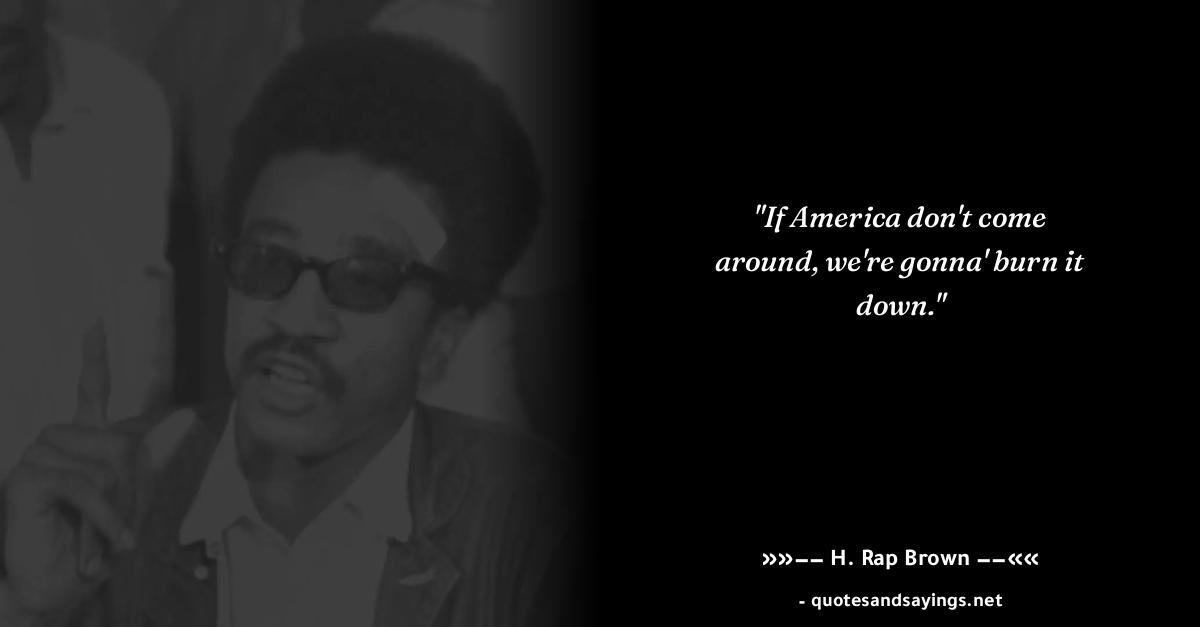 "If America don't come
around, we're gonna' burn it
down."
»»–– H. Rap Brown ––««
- quotesandsayings.net